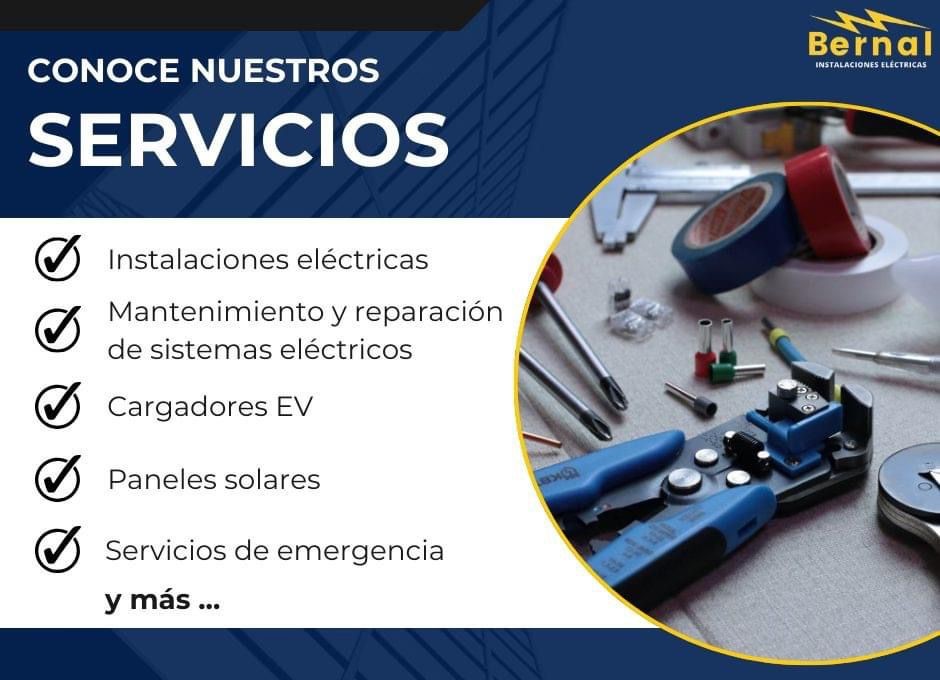 Bernal
INSTALACIONES ELÉCTRICAS
CONOCE NUESTROS
SERVICIOS
Instalaciones eléctricas
Mantenimiento y reparación
de sistemas eléctricos
Cargadores EV
Paneles solares
Servicios de emergencia
y más ...